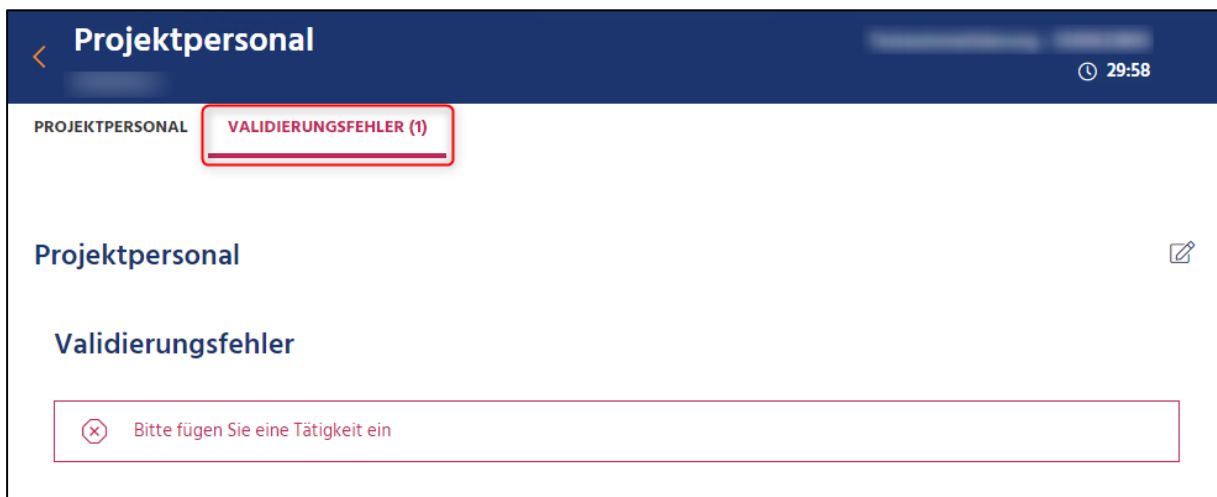 Projektpersonal
29:58
PROJEKTPERSONAL
VALIDIERUNGSFEHLER (1)
Projektpersonal
Validierungsfehler
Bitte fügen Sie eine Tätigkeit ein